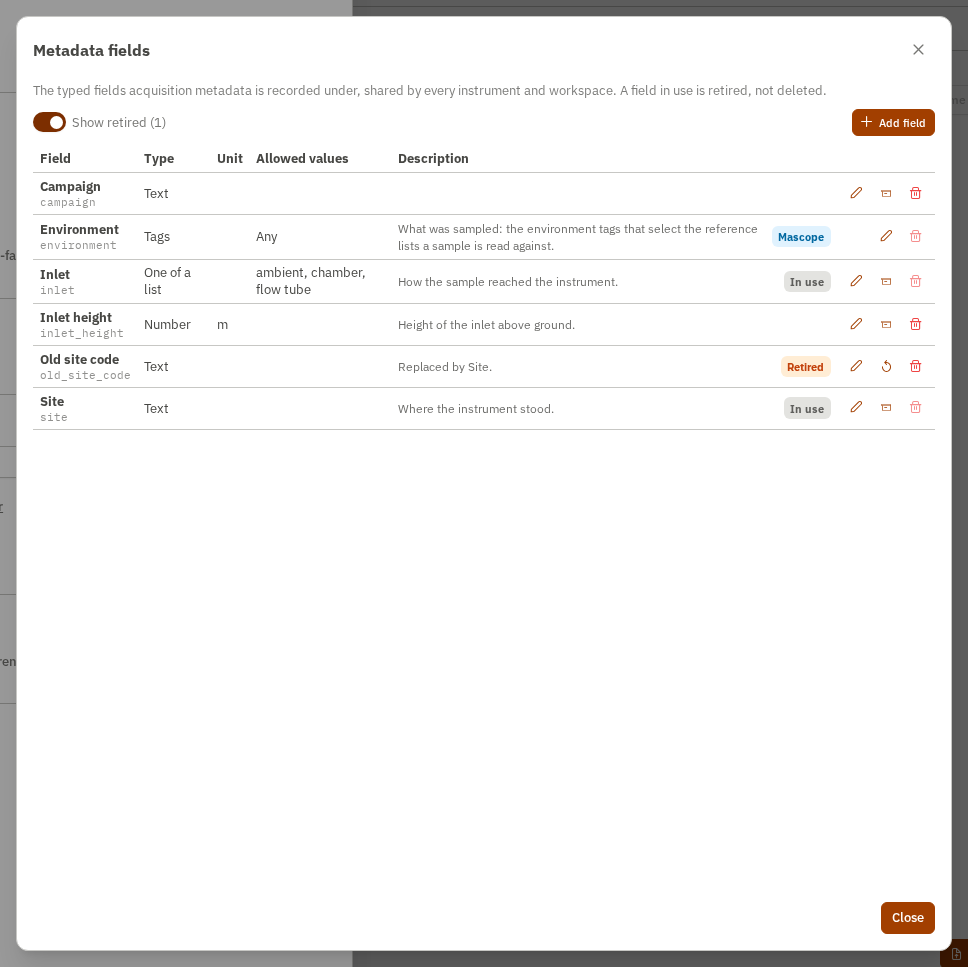 Metadata fields
The typed fields acquisition metadata is recorded under, shared by every instrument and workspace. A field in use is retired, not deleted.
Show retired (1)
Add field
Field Type Unit Allowed values Description
Campaign
campaign
Text
Environment
environment
Tags
Any
What was sampled: the environment tags that select the reference
lists a sample is read against.
Mascope
Inlet
inlet
One of a
list
ambient, chamber,
flow tube
How the sample reached the instrument.
In use
Inlet height
inlet_height
Number
m
Height of the inlet above ground.
Old site code
old_site_code
Text
Replaced by Site.
Retired
Site
site
Text
Where the instrument stood.
In use
Close